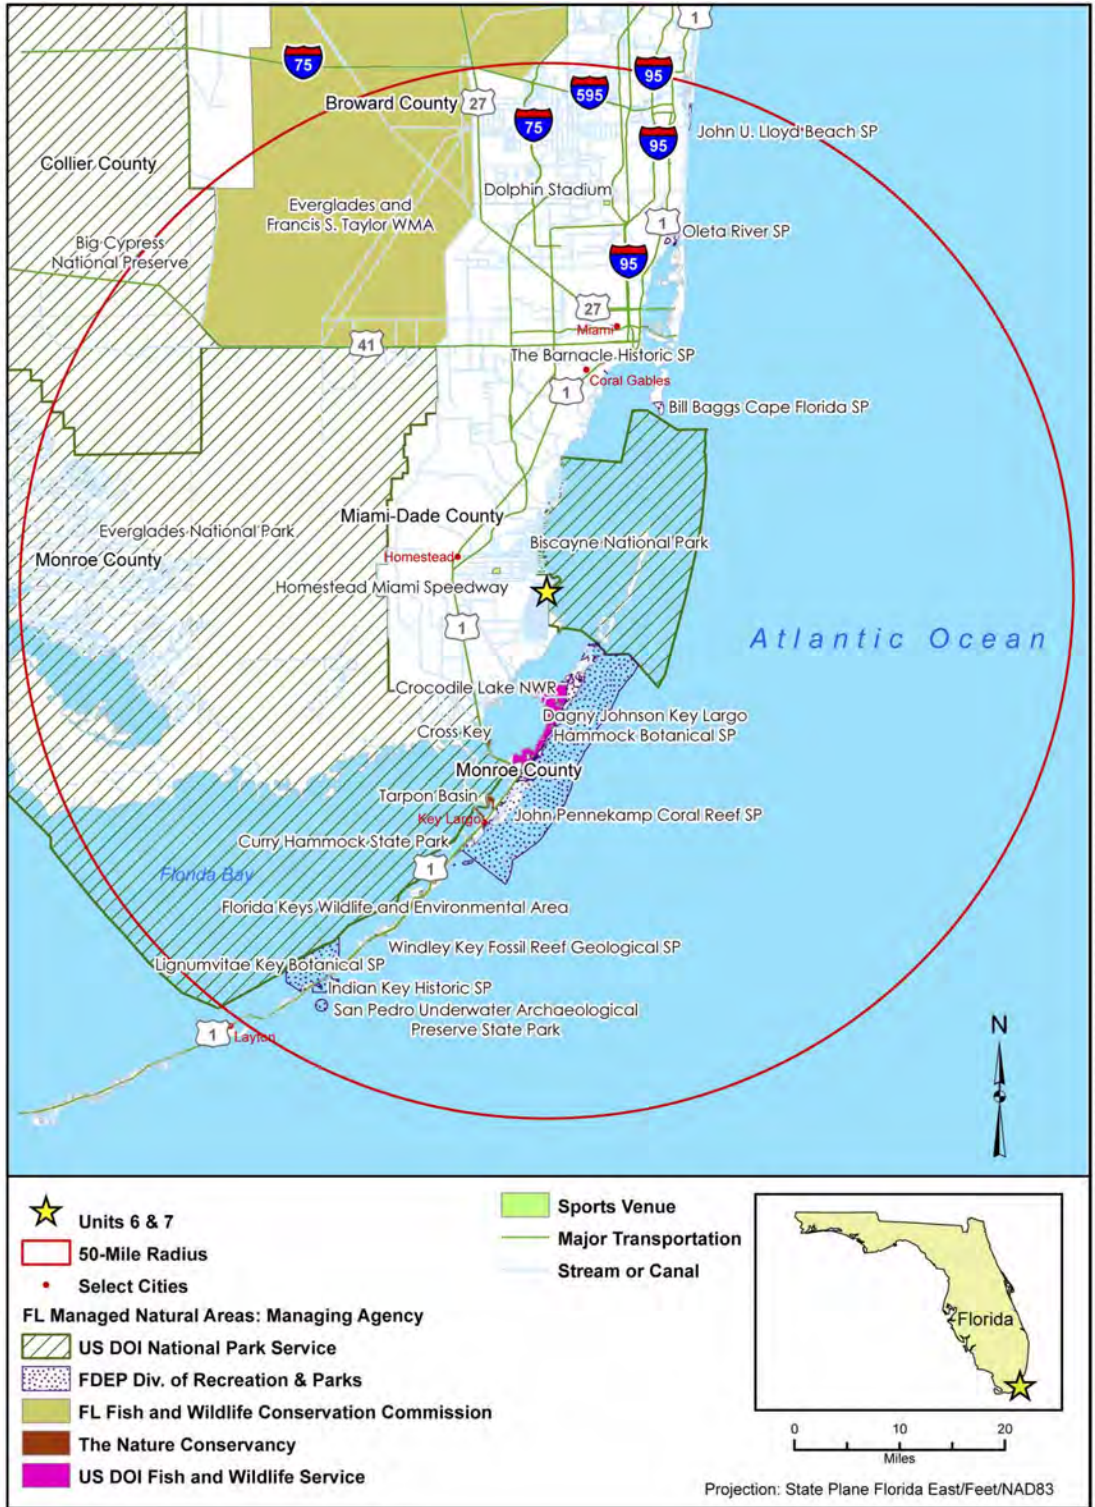 1
75
95
595
Broward County
27
75
John U. Lloyd Beach SP
95
Collier County
Dolphin Stadium
Everglades and
Francis S. Taylor WMA
1
Oleta River SP
Big Cypress
National Preserve
95
27
Miami
41
The Barnacle Historic SP
Coral Gables
1
Bill Baggs Cape Florida SP
Miami-Dade County
Everglades National Park
Biscayne National Park
Monroe County
Homestead
Homestead Miami Speedway
1
Atlantic Ocean
Crocodile Lake NWR
Dagny Johnson Key Largo
Hammock Botanical SP
Cross Key
Monroe County
Tarpon Basin
Key Largo
John Pennekamp Coral Reef SP
Curry Hammock State Park
1
Florida Bay
Florida Keys Wildlife and Environmental Area
Windley Key Fossil Reef Geological SP
Lignumvitae Key Botanical SP
Indian Key Historic SP
San Pedro Underwater Archaeological
Preserve State Park
N
1
Layton
Units 6 & 7
50-Mile Radius
Select Cities
FL Managed Natural Areas: Managing Agency
US DOI National Park Service
FDEP Div. of Recreation & Parks
FL Fish and Wildlife Conservation Commission
The Nature Conservancy
US DOI Fish and Wildlife Service
Sports Venue
Major Transportation
Stream or Canal
Florida
0 10 20
Miles
Projection: State Plane Florida East/Feet/NAD83